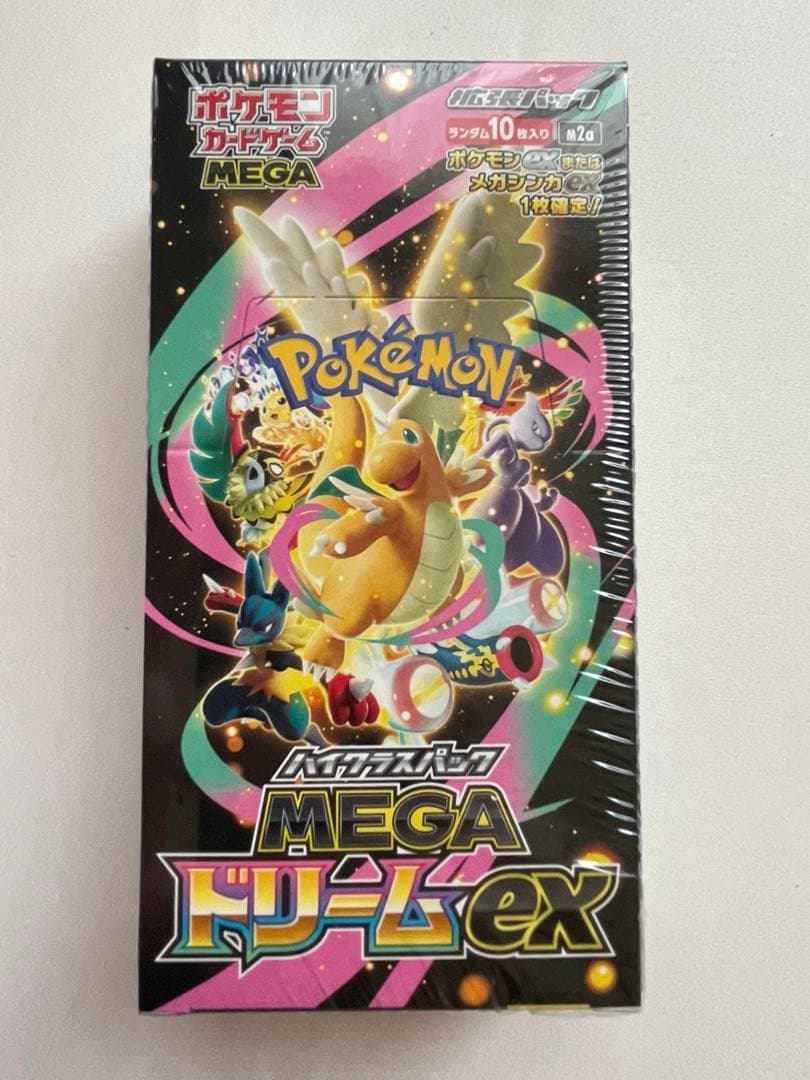 ポケモン
カードゲーム
MEGA
拡張パック
ランダム10枚入り M2a
ポケモンexまたは
メガシンカex
1枚確定!
POKéMON
ハイクラスパック
MEGA
ドリームex